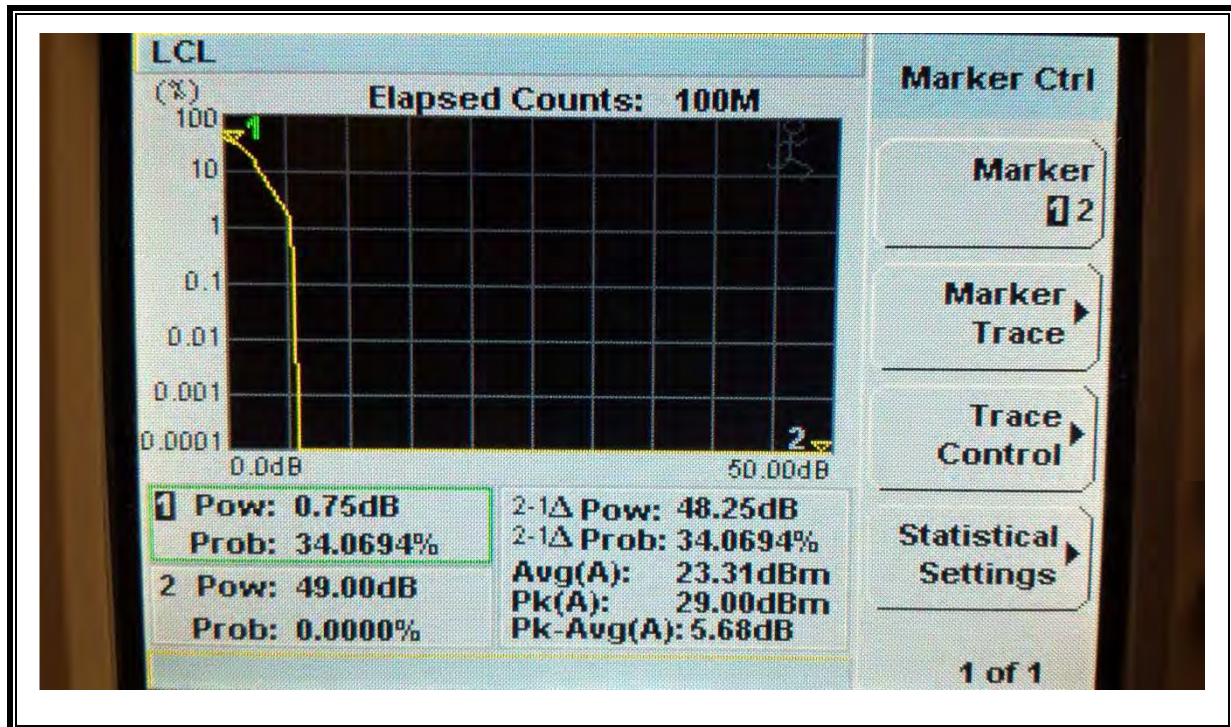 LCL
(%)
Elapsed Counts: 100M
100
1
10
1
0.1
0.01
0.001
0.0001
2
0.0dB
50.00dB
1 Pow: 0.75dB
Prob: 34.0694%
2 Pow: 49.00dB
Prob: 0.0000%
2-1Δ Pow: 48.25dB
2-1Δ Prob: 34.0694%
Avg(A): 23.31dBm
Pk(A): 29.00dBm
Pk-Avg(A): 5.68dB
Marker Ctrl
Marker
1 2
Marker
Trace
Trace
Control
Statistical
Settings
1 of 1